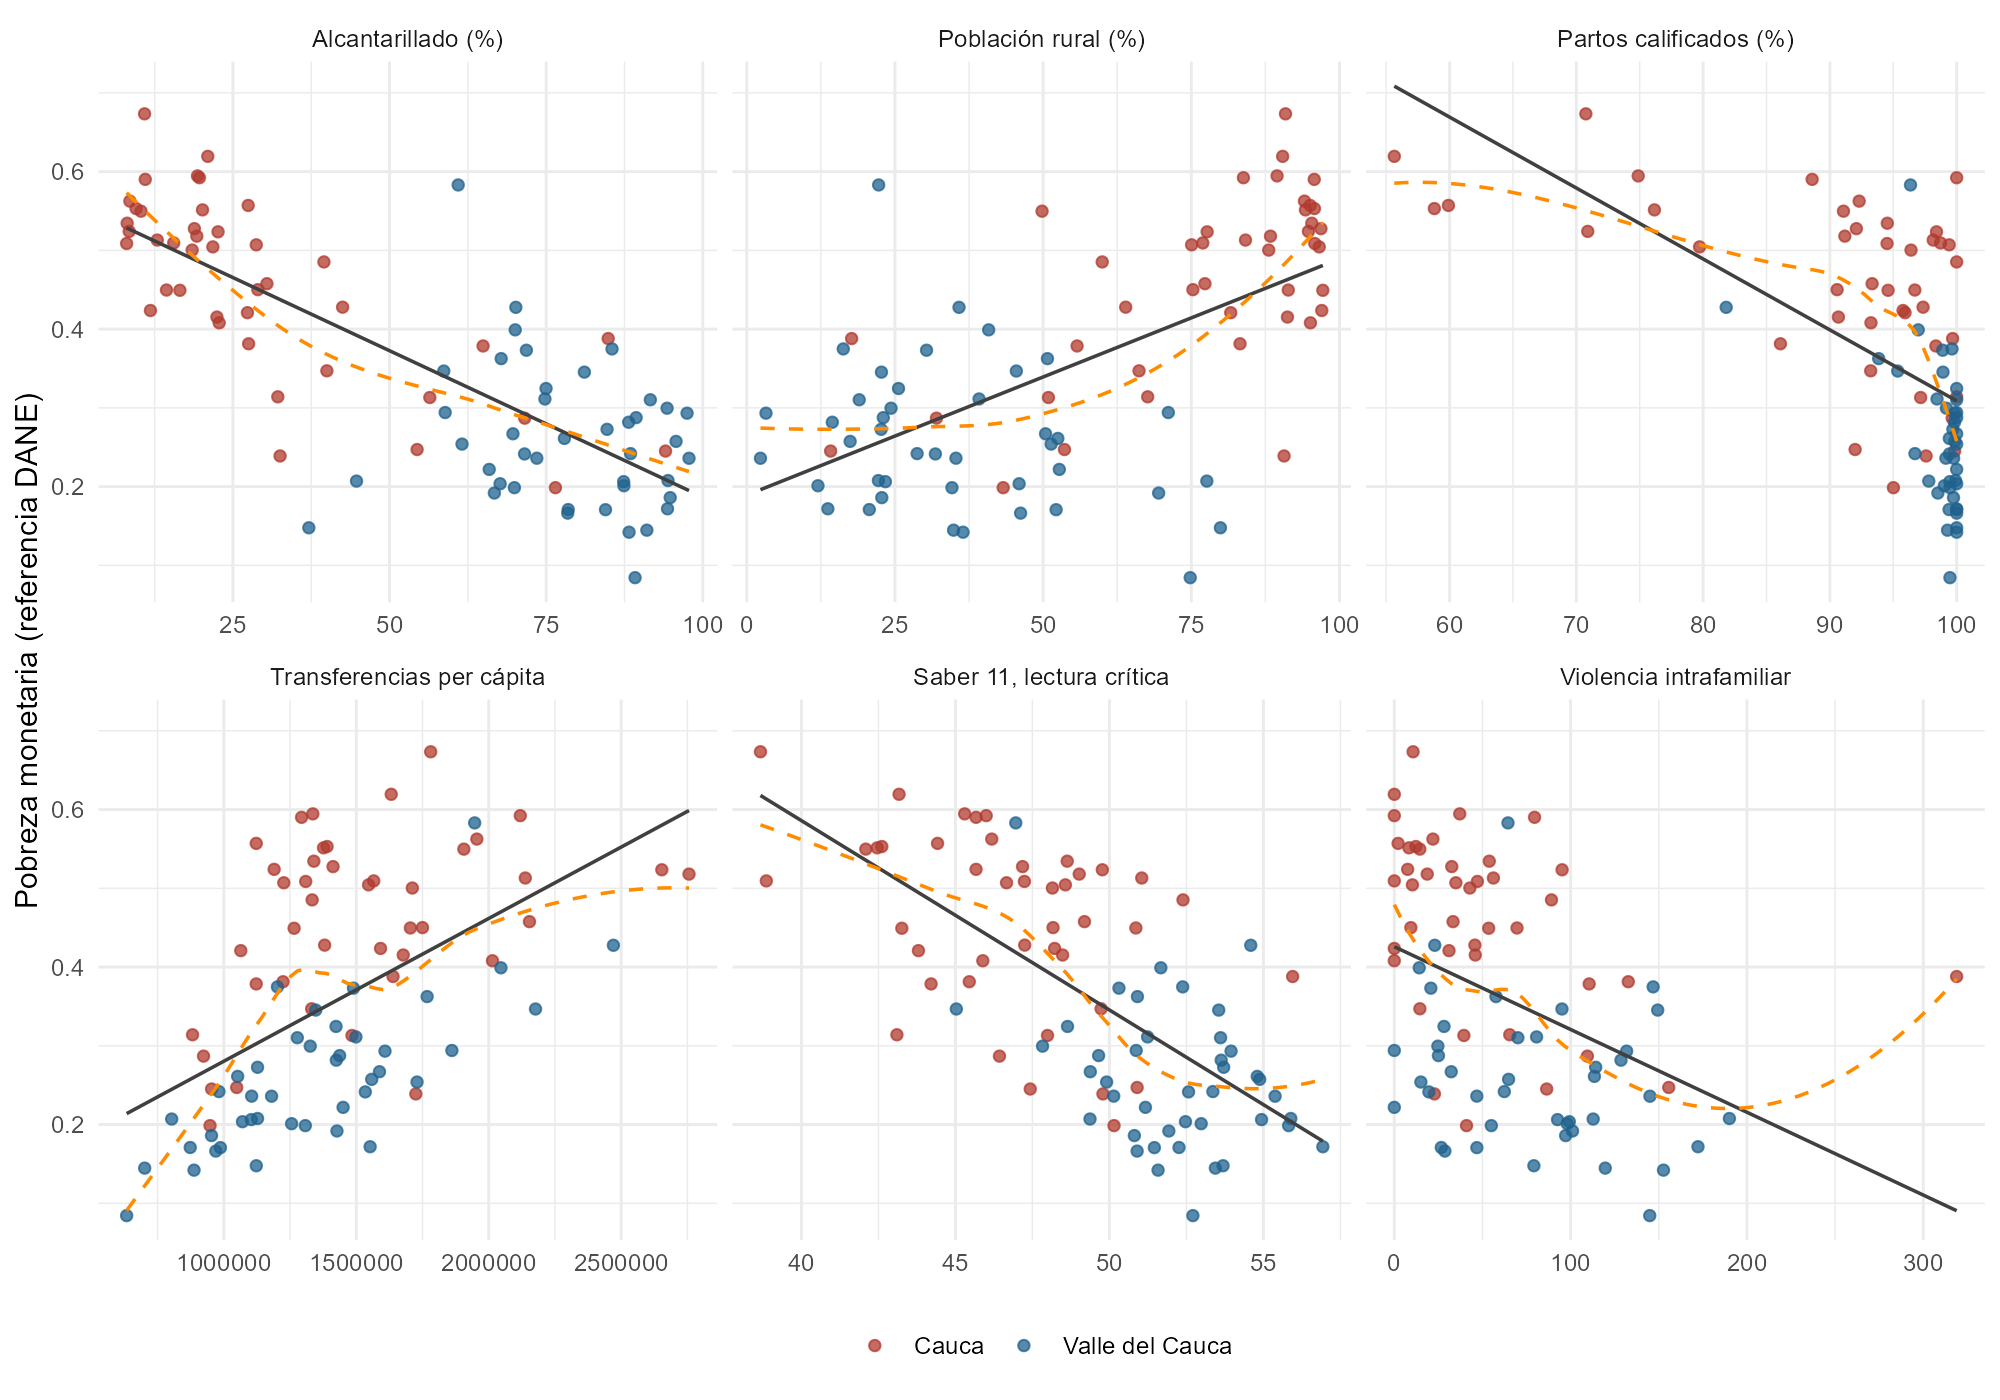 Alcantarillado (%)
Población rural (%)
Partos calificados (%)
Pobreza monetaria (referencia DANE)
0.6
0.4
0.2
25 50 75 100
0 25 50 75 100
60 70 80 90 100
Transferencias per cápita
Saber 11, lectura crítica
Violencia intrafamiliar
0.6
0.4
0.2
1000000 1500000 2000000 2500000
40 45 50 55
0 100 200 300
Cauca
Valle del Cauca